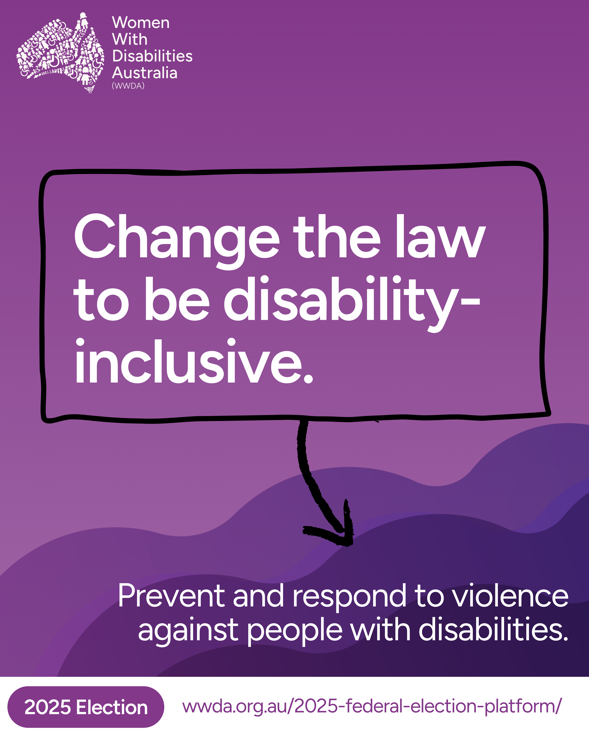 Women
With
Disabilities
Australia
(WWDA)
Change the law
to be disability-
inclusive.
Prevent and respond to violence
against people with disabilities.
2025 Election
wwda.org.au/2025-federal-election-platform/